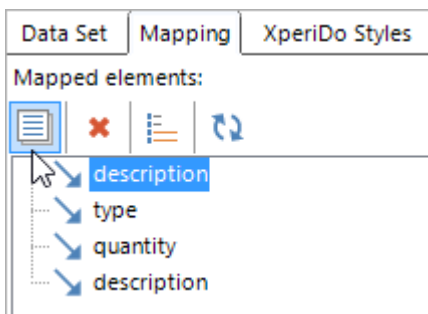 Data Set Mapping XperiDo Styles
Mapped elements:
description
type
quantity
description